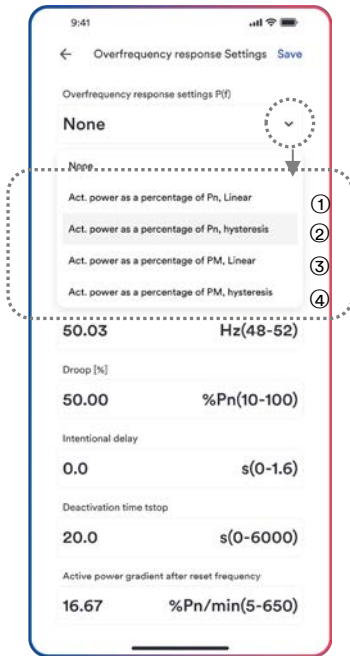 9:41
Overfrequency response Settings Save
Overfrequency response settings P(f)
None
None
Act. power as a percentage of Pn, Linear ①
Act. power as a percentage of Pn, hysteresis ②
Act. power as a percentage of PM, Linear ③
Act. power as a percentage of PM, hysteresis ④
50.03 Hz(48-52)
Droop [%]
50.00 %Pn(10-100)
Intentional delay
0.0 s(0-1.6)
Deactivation time tstop
20.0 s(0-6000)
Active power gradient after reset frequency
16.67 %Pn/min(5-650)